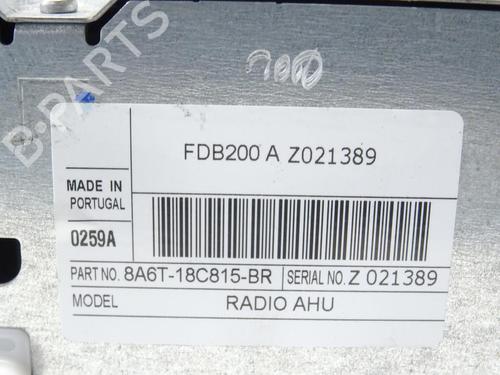 B-PARTS
FDB200 A Z021389
MADE IN
PORTUGAL
0259A
PART NO. 8A6T-18C815-BR
SERIAL NO. Z 021389
MODEL
RADIO AHU